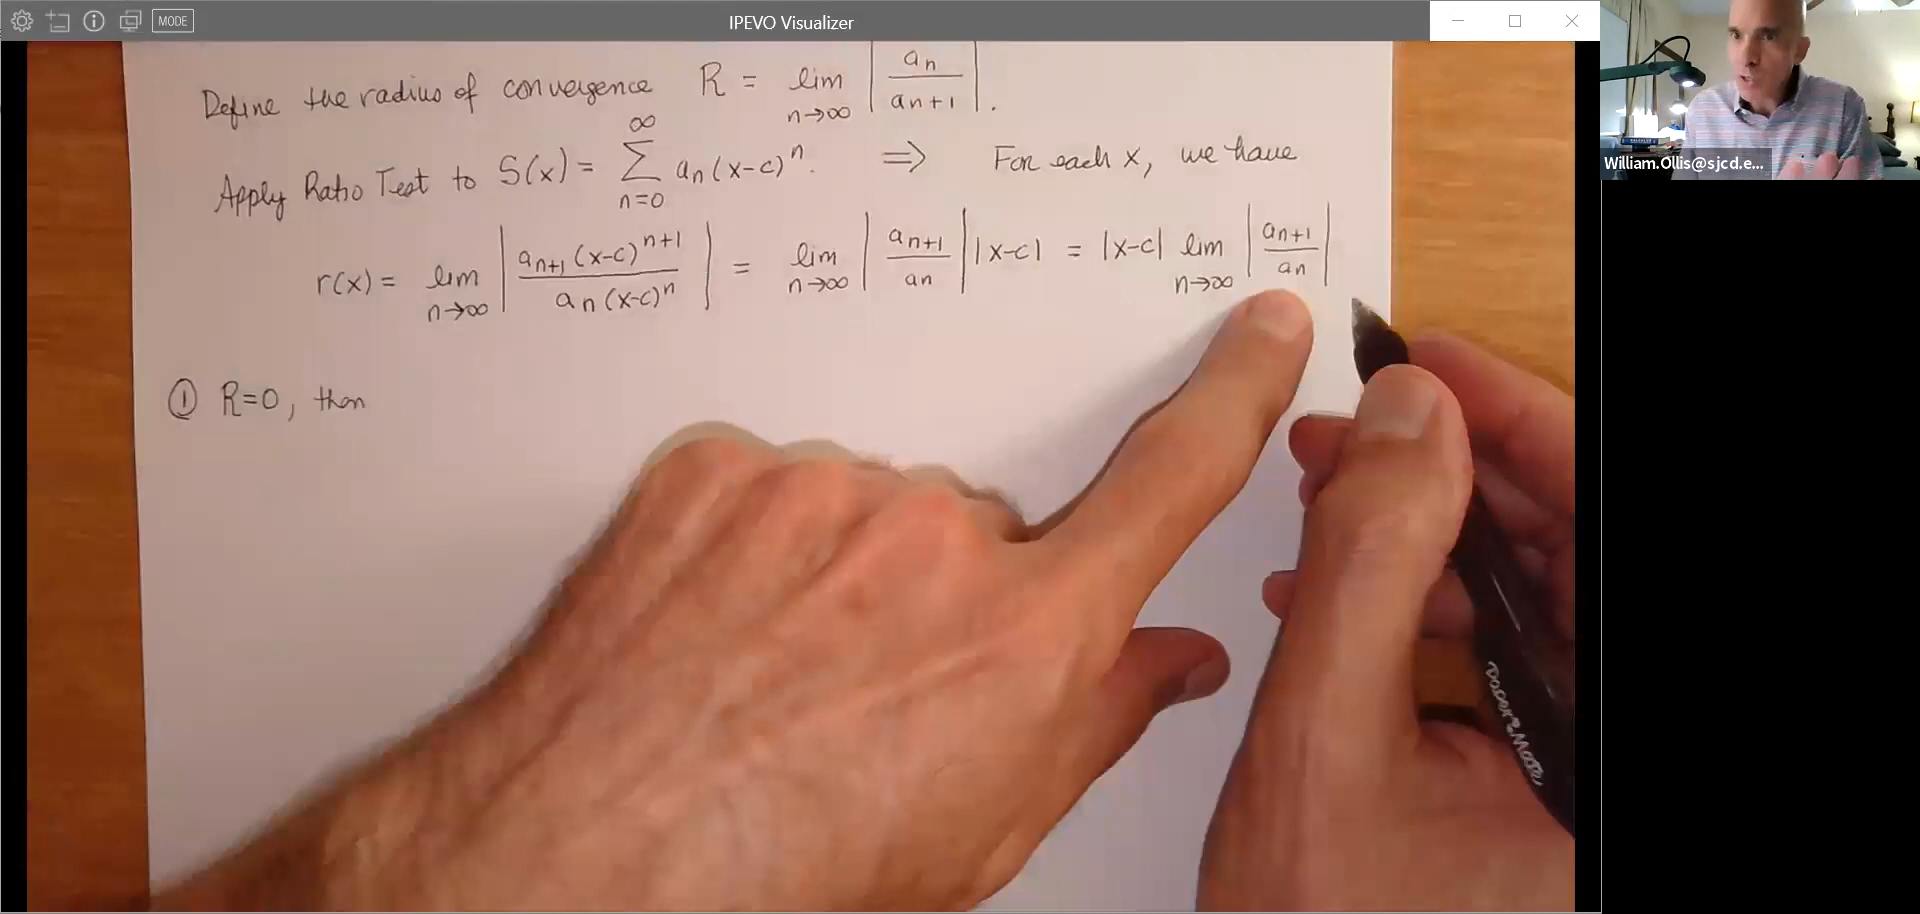 MODE
IPEVO Visualizer
Define the radius of convergence R = lim n→∞ | an / an+1 | .
Apply Ratio Test to S(x) = ∞ Σ n=0 an (x-c)^n . ⟹ For each x, we have
r(x) = lim n→∞ | an+1 (x-c)^n+1 / an (x-c)^n | = lim n→∞ | an+1 / an | |x-c| = |x-c| lim n→∞ | an+1 / an |
① R=0, then
William.Ollis@sjcd.e...
Paper Mate